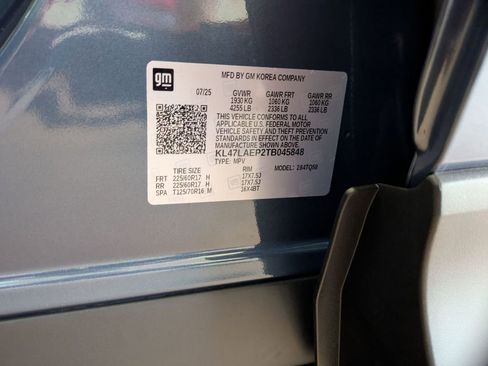 gm
MFD BY GM KOREA COMPANY
07/25 GVWR GAWR FRT GAWR RR
1930 KG 1060 KG 1060 KG
4255 LB 2336 LB 2336 LB
THIS VEHICLE CONFORMS TO ALL
APPLICABLE U.S. FEDERAL MOTOR
VEHICLE SAFETY, BUMPER, AND THEFT
PREVENTION STANDARDS IN EFFECT
ON THE DATE OF MANUFACTURE
SHOWN ABOVE.
KL47LAEP2TB045848
TYPE: MPV MODEL: 1B4TQ58
TIRE SIZE RIM
FRT 225/60R17 H 17X7.5J
RR 225/60R17 H 17X7.5J
SPA T125/70R16 M 16X4BT